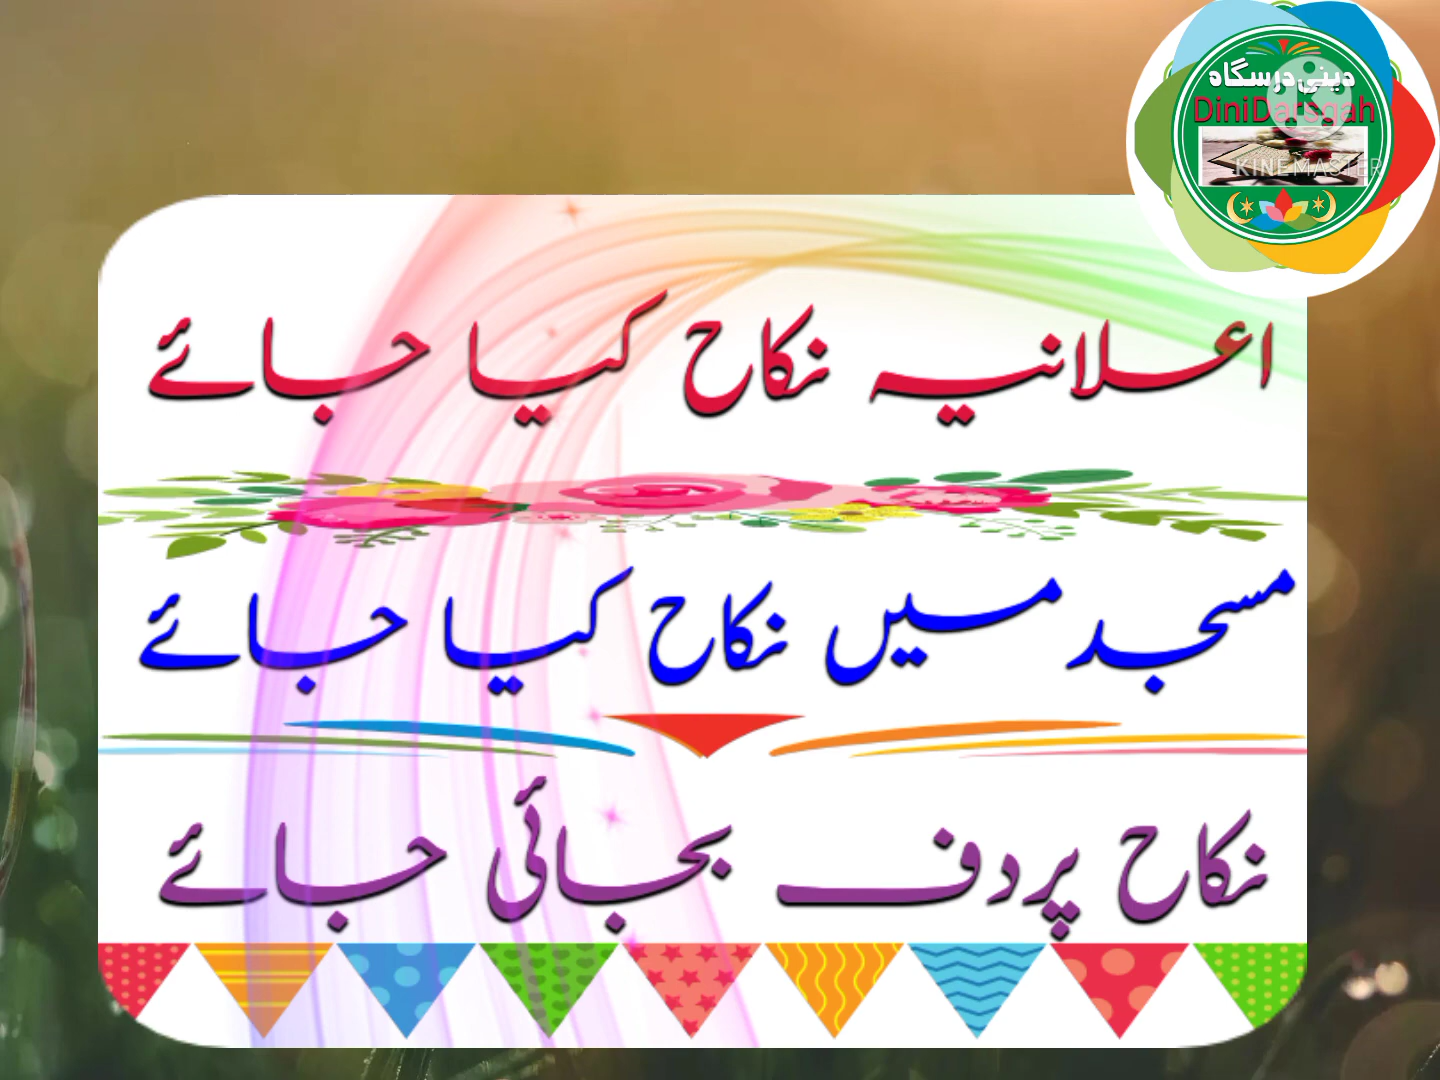 دینی درسگاہ
DiniDarsgah
KINEMASTER
اعلانیہ نکاح کیا جائے
مسجد میں نکاح کیا جائے
نکاح پر دف بجائی جائے